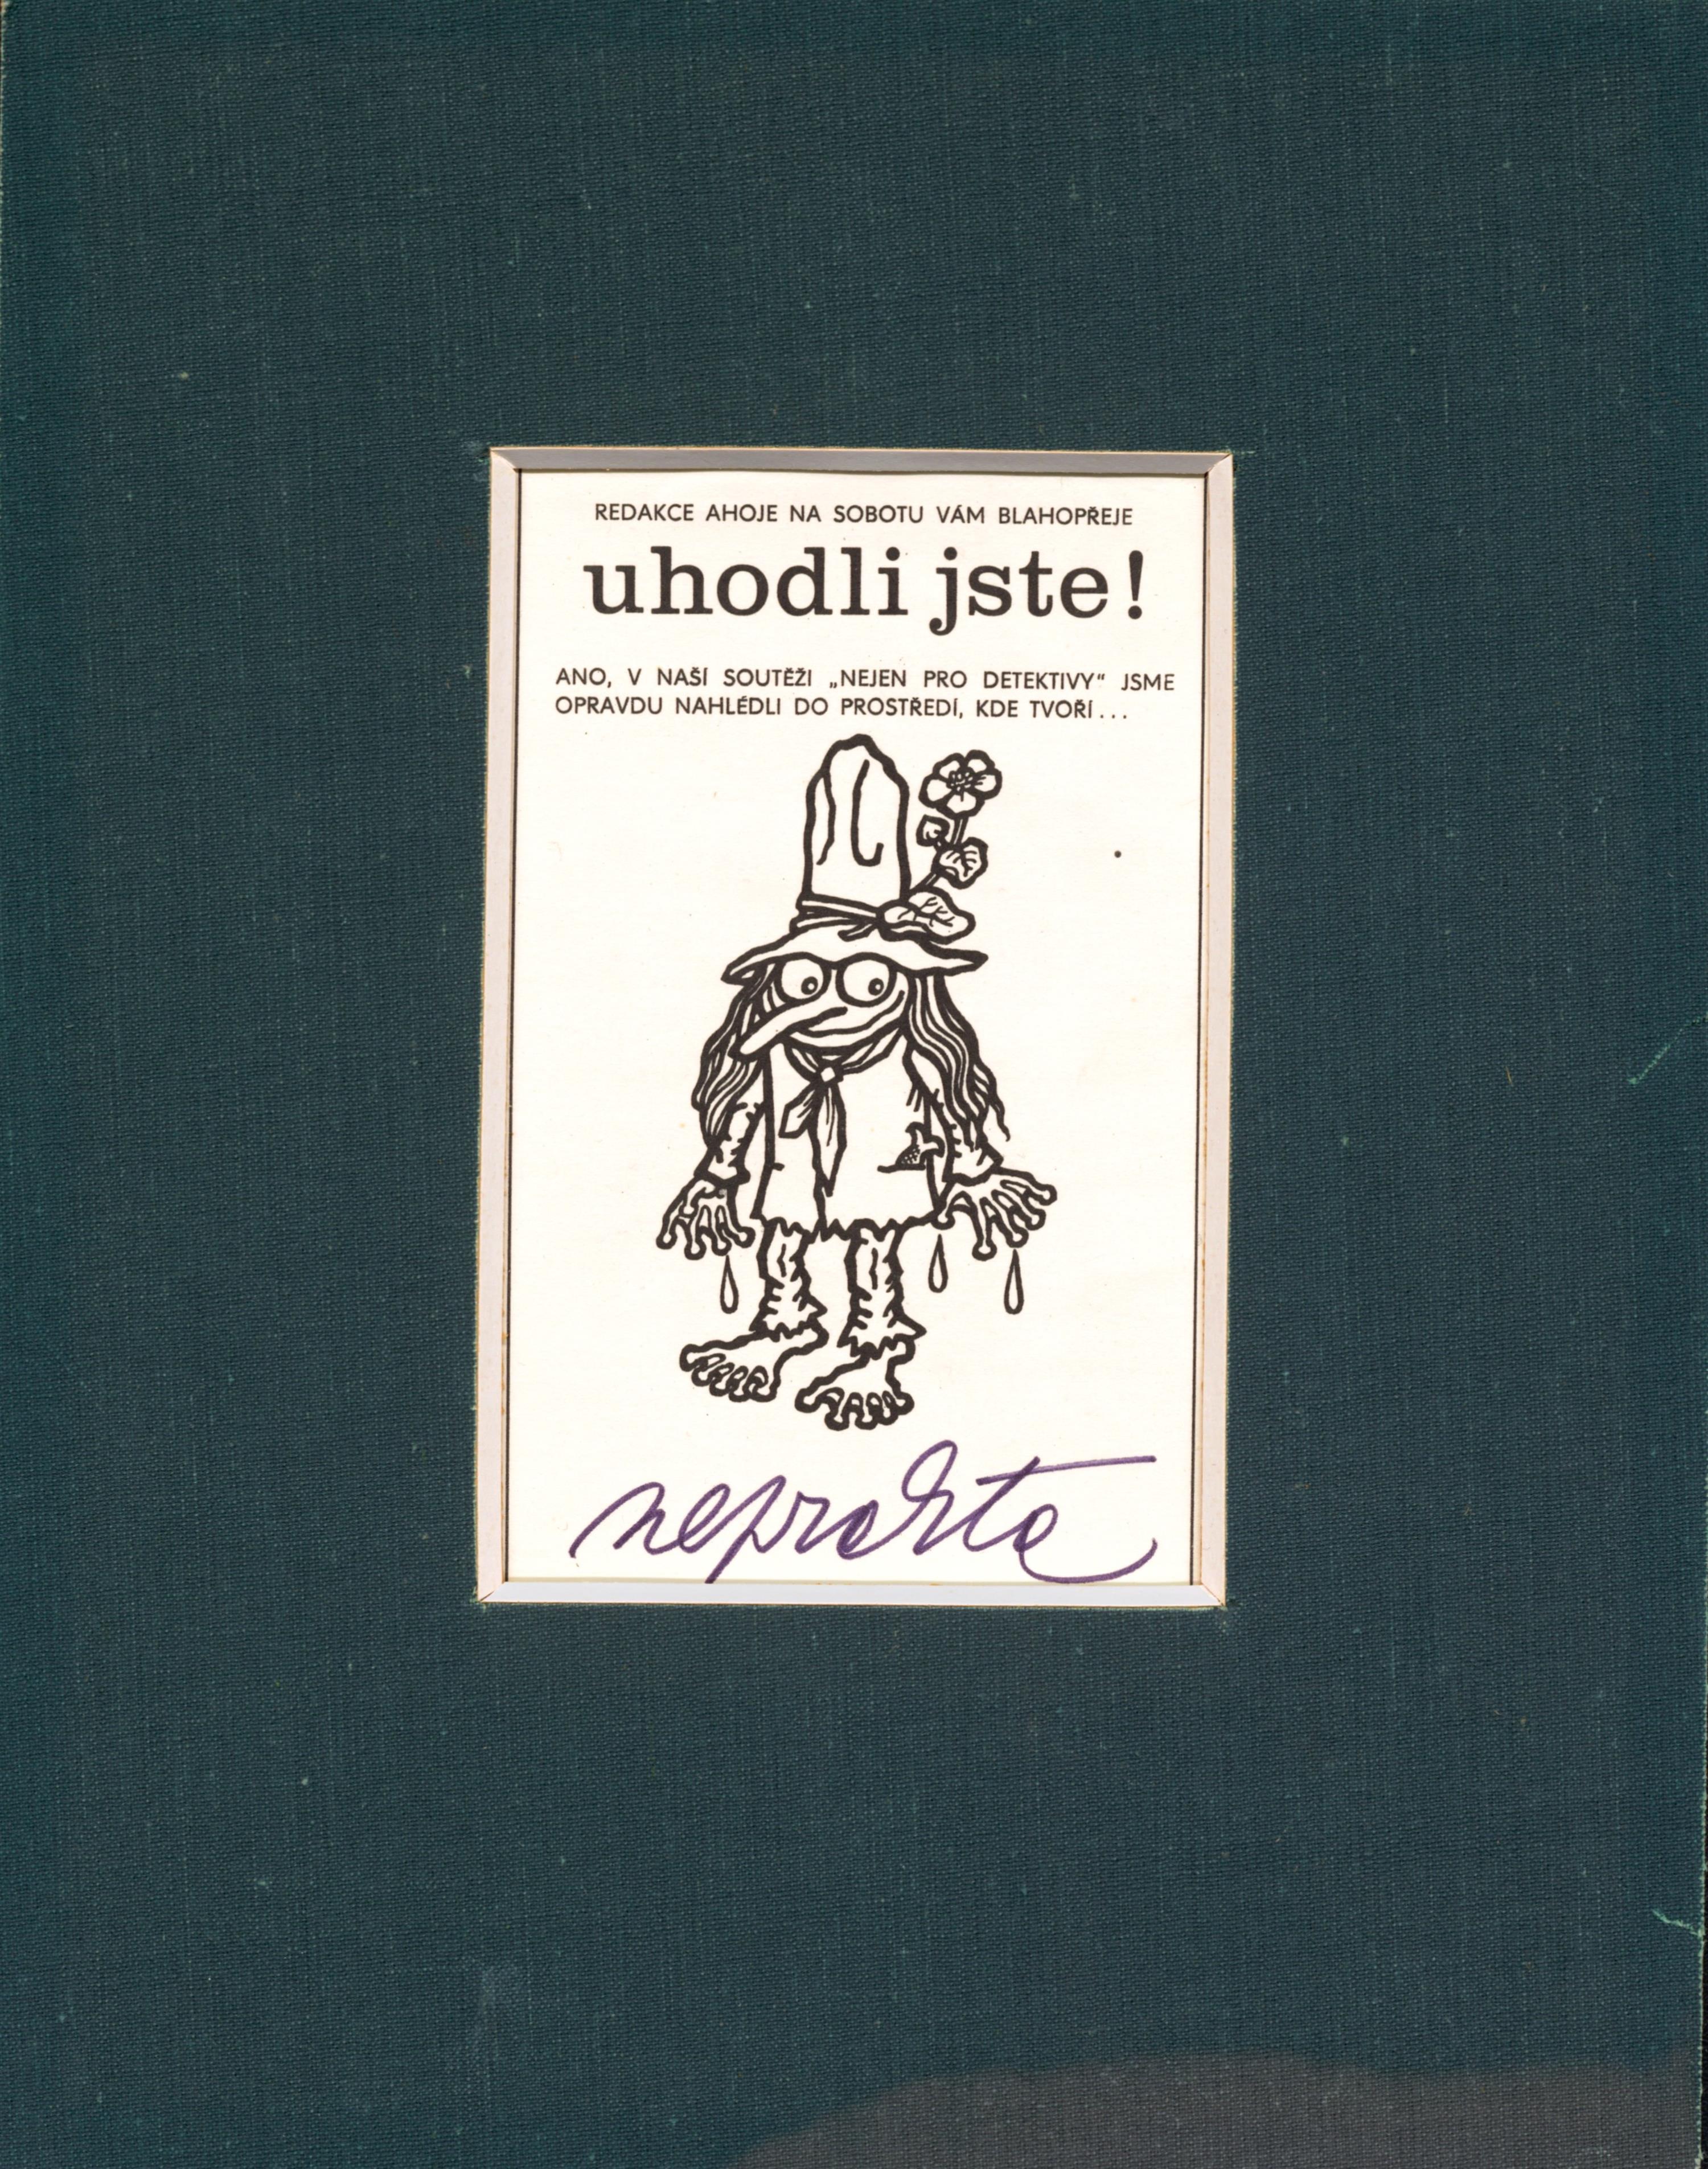 REDAKCE AHOJE NA SOBOTU VÁM BLAHOPŘEJE
uhodli jste!
ANO, V NAŠÍ SOUTĚŽI „NEJEN PRO DETEKTIVY“ JSME
OPRAVDU NAHLÉDLI DO PROSTŘEDÍ, KDE TVOŘÍ...
neprakta